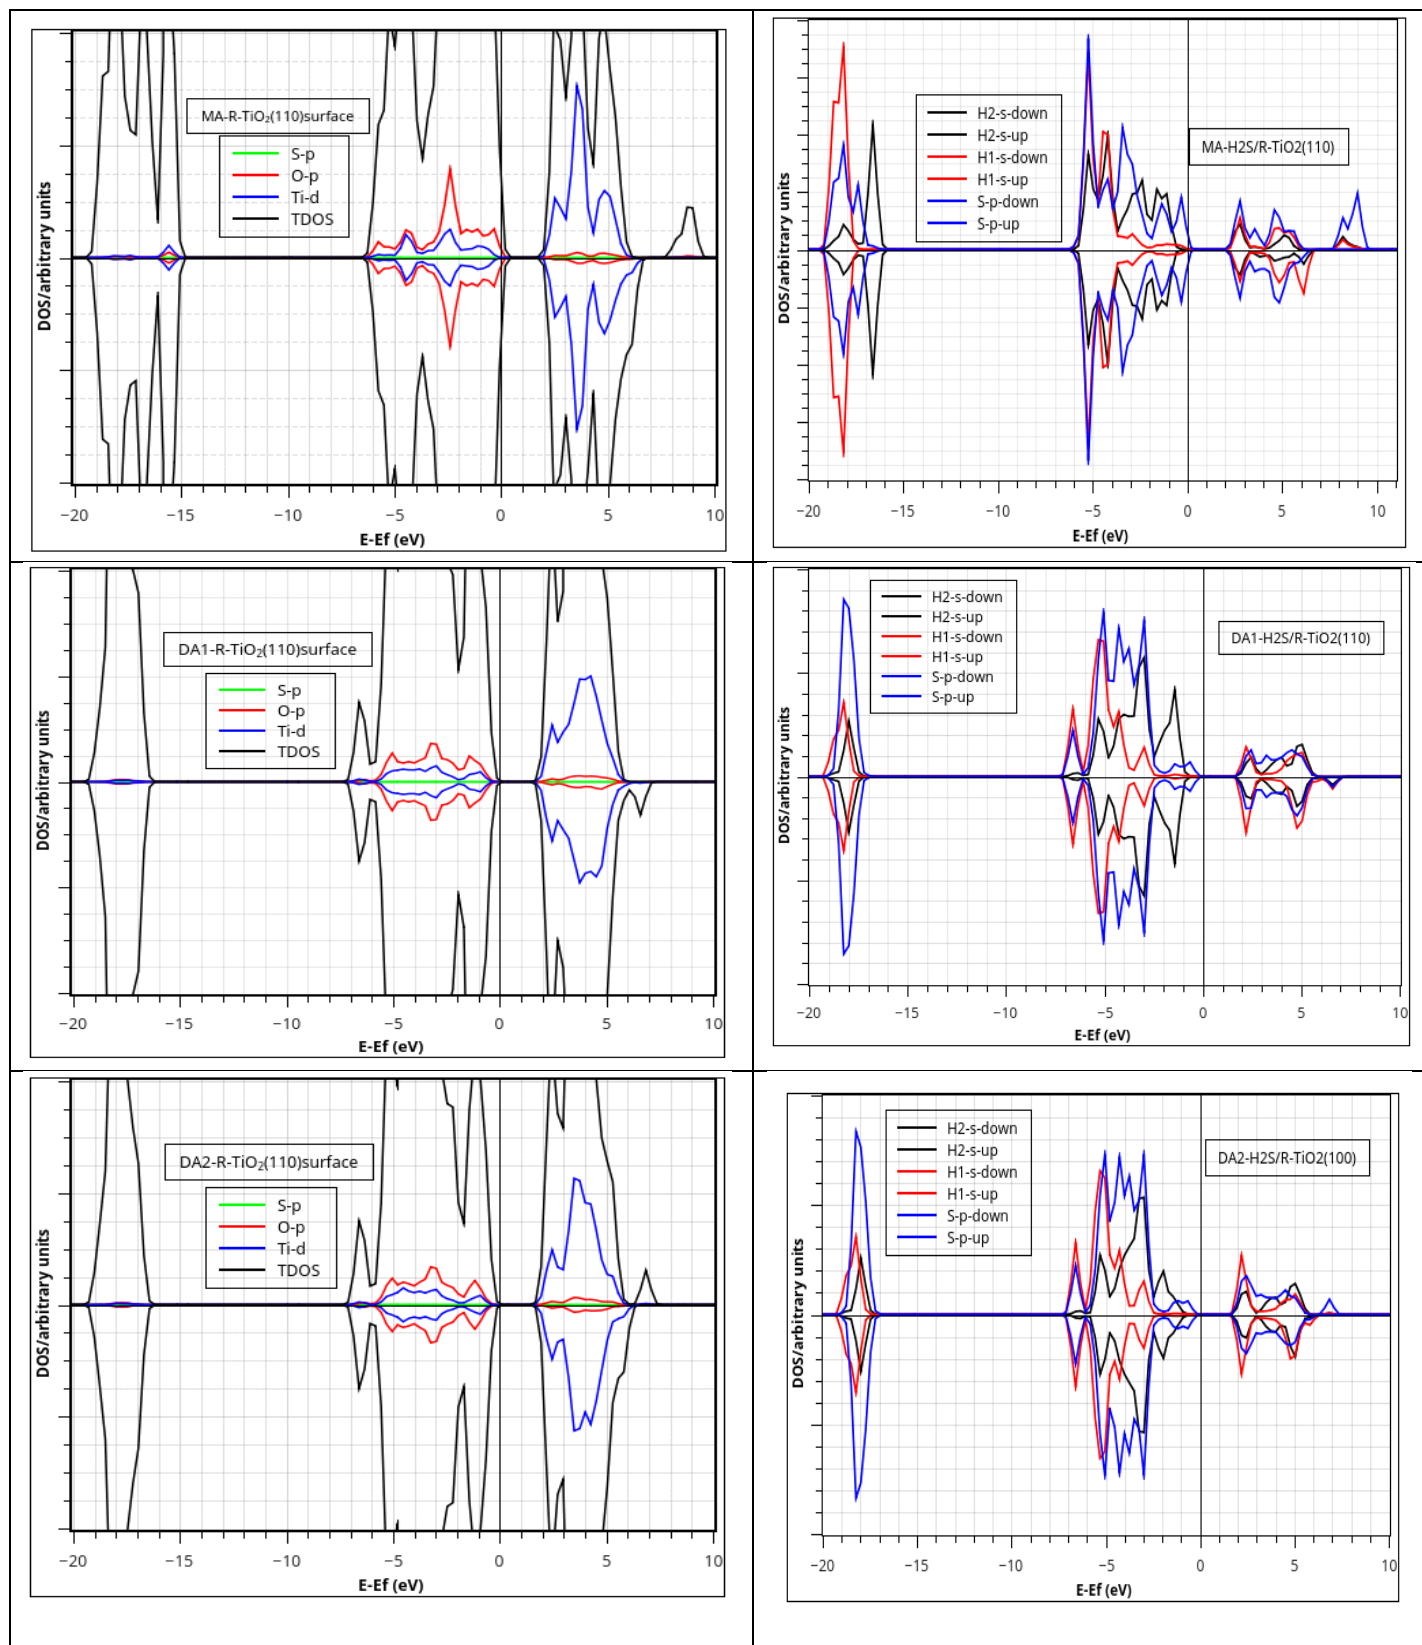 MA-R-TiO₂(110)surface
S-p
O-p
Ti-d
TDOS
DOS/arbitrary units
−20 −15 −10 −5 0 5 10
E-Ef (eV)
H2-s-down
H2-s-up
H1-s-down
H1-s-up
S-p-down
S-p-up
MA-H2S/R-TiO2(110)
DOS/arbitrary units
−20 −15 −10 −5 0 5 10
E-Ef (eV)
DA1-R-TiO₂(110)surface
S-p
O-p
Ti-d
TDOS
DOS/arbitrary units
−20 −15 −10 −5 0 5 10
E-Ef (eV)
H2-s-down
H2-s-up
H1-s-down
H1-s-up
S-p-down
S-p-up
DA1-H2S/R-TiO2(110)
DOS/arbitrary units
−20 −15 −10 −5 0 5 10
E-Ef (eV)
DA2-R-TiO₂(110)surface
S-p
O-p
Ti-d
TDOS
DOS/arbitrary units
−20 −15 −10 −5 0 5 10
E-Ef (eV)
H2-s-down
H2-s-up
H1-s-down
H1-s-up
S-p-down
S-p-up
DA2-H2S/R-TiO2(100)
DOS/arbitrary units
−20 −15 −10 −5 0 5 10
E-Ef (eV)